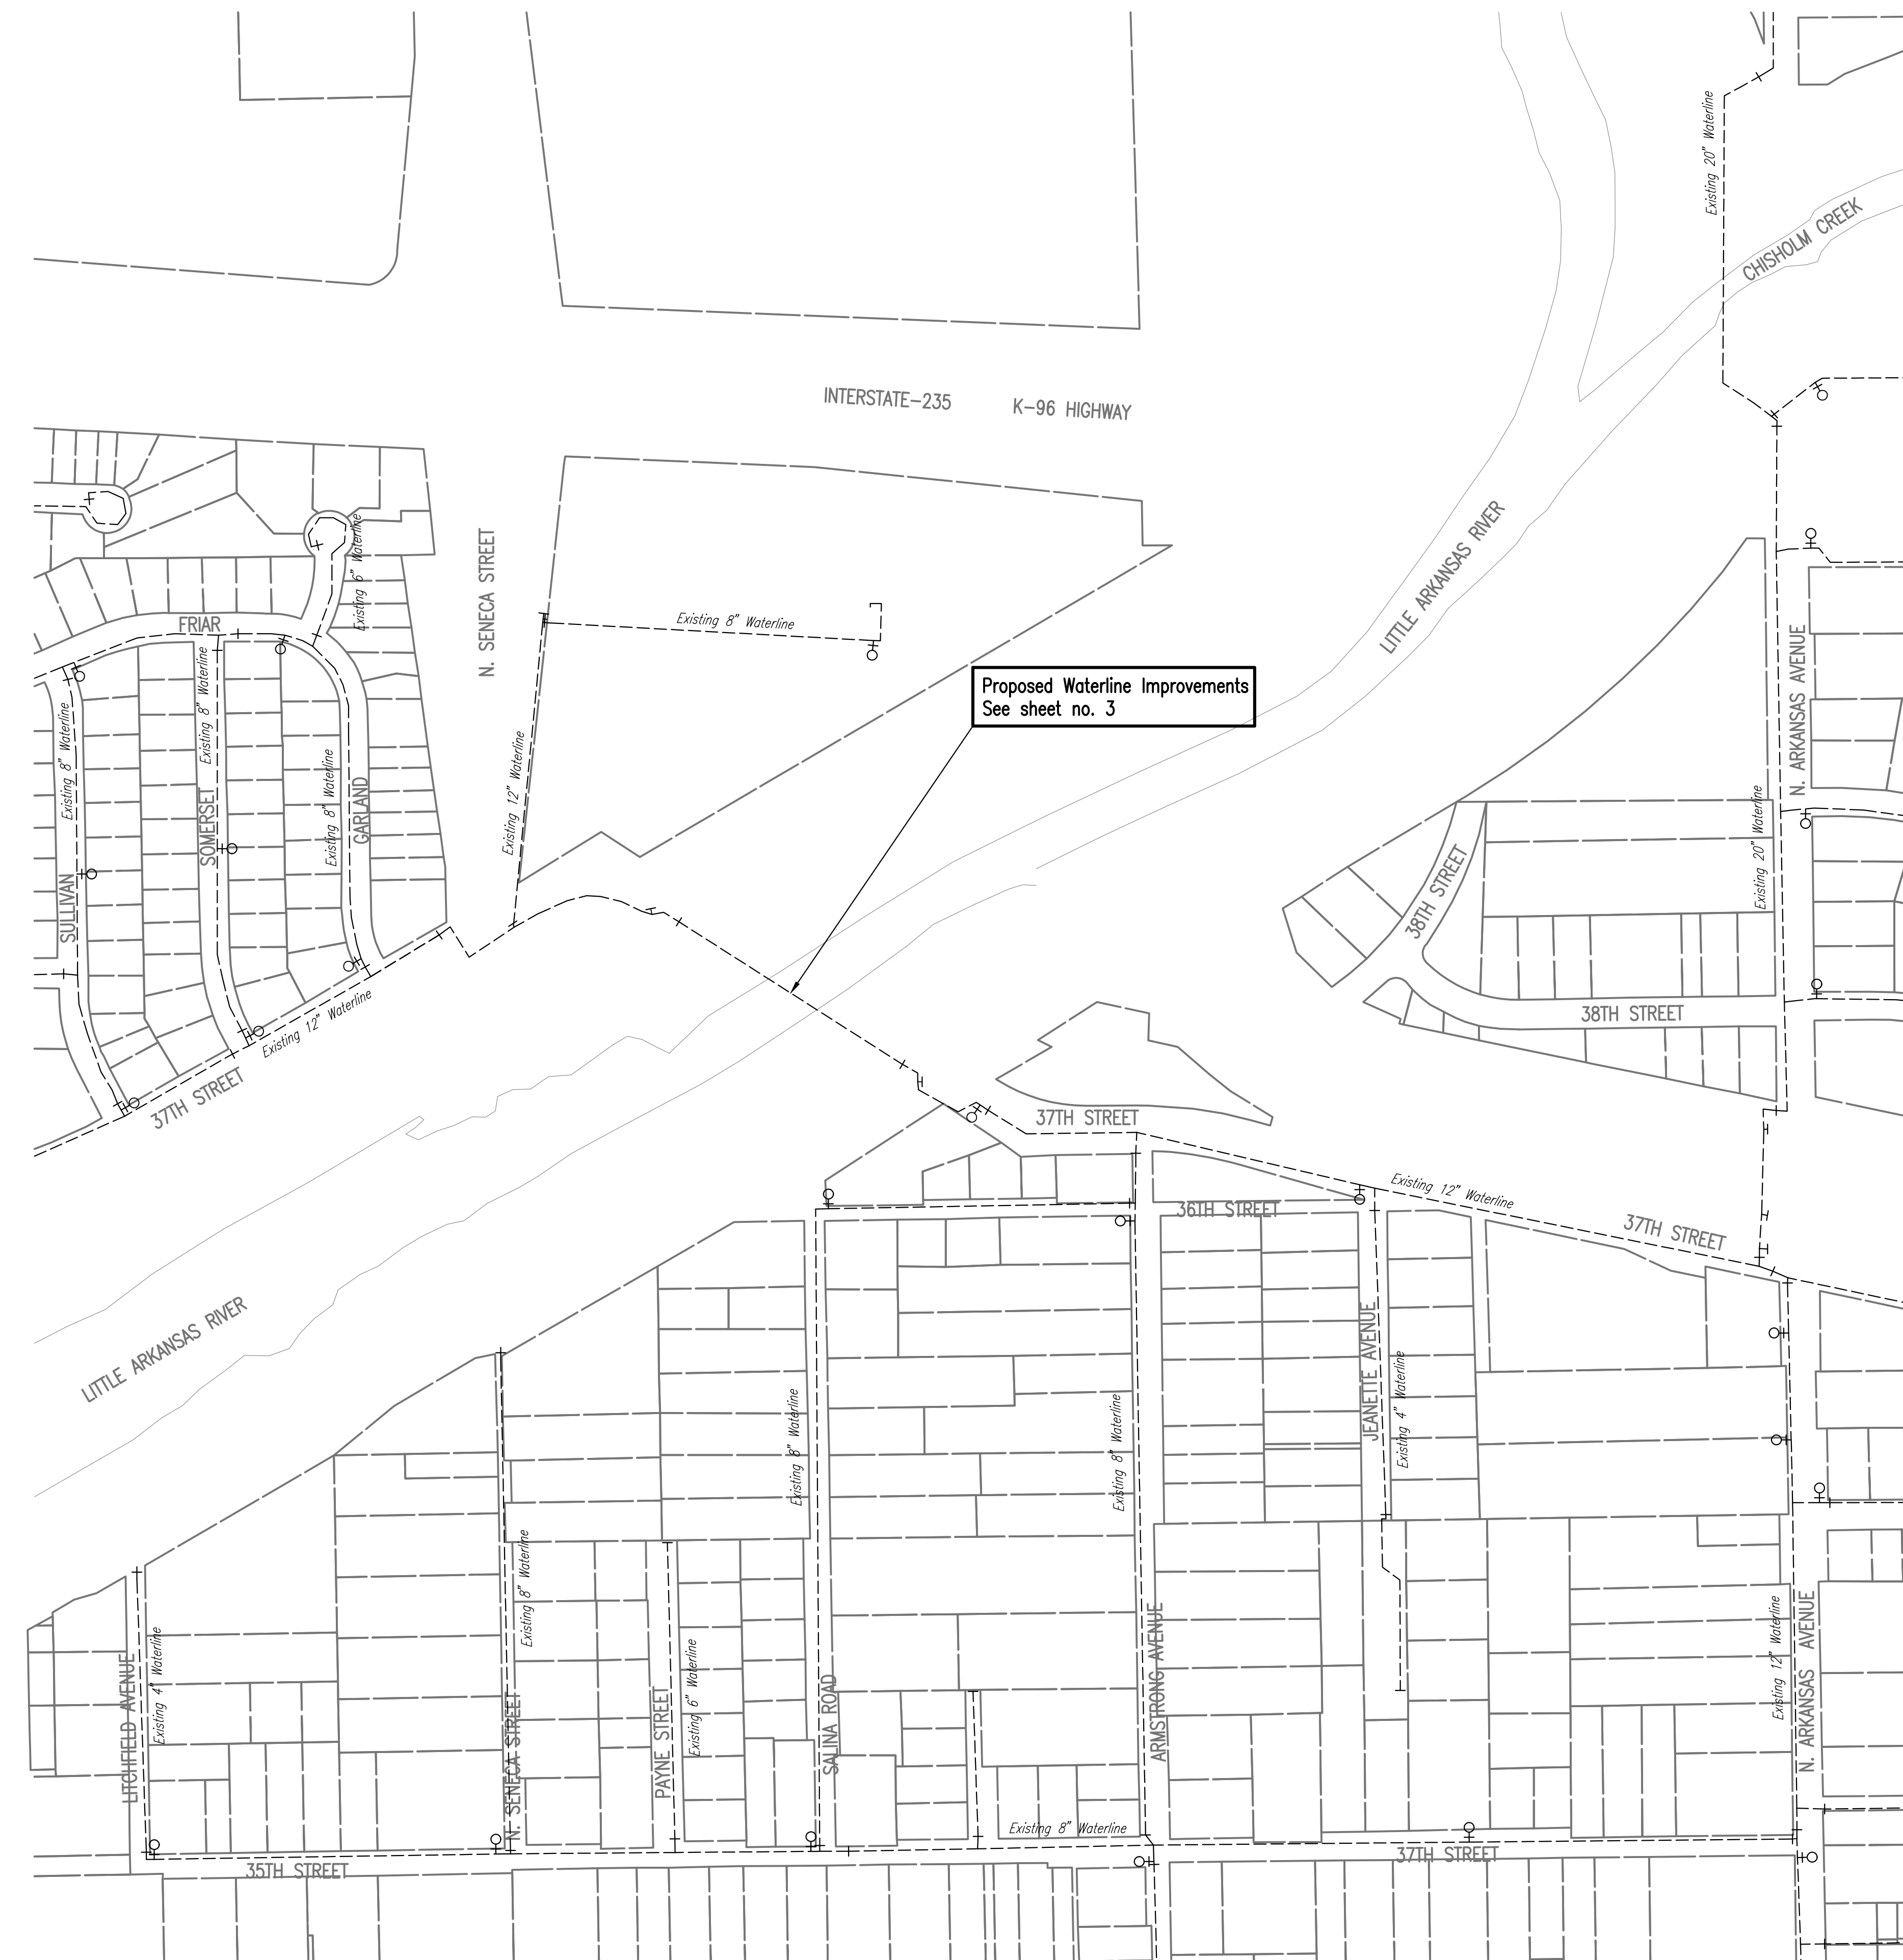 Existing 20" Waterline
CHISHOLM CREEK
INTERSTATE-235
K-96 HIGHWAY
LITTLE ARKANSAS RIVER
N. SENECA STREET
Existing 6" Waterline
FRIAR
Existing 8" Waterline
Existing 8" Waterline
Existing 8" Waterline
Existing 8" Waterline
SOMERSET
GARLAND
SULLIVAN
Existing 12" Waterline
Proposed Waterline Improvements
See sheet no. 3
N. ARKANSAS AVENUE
Existing 20" Waterline
38TH STREET
38TH STREET
Existing 12" Waterline
37TH STREET
37TH STREET
Existing 12" Waterline
36TH STREET
37TH STREET
LITTLE ARKANSAS RIVER
JEANETTE AVENUE
Existing 4" Waterline
Existing 8" Waterline
Existing 8" Waterline
Existing 8" Waterline
Existing 4" Waterline
LITCHFIELD AVENUE
N. SENECA STREET
PAYNE STREET
Existing 6" Waterline
SALINA ROAD
ARMSTRONG AVENUE
Existing 12" Waterline
N. ARKANSAS AVENUE
Existing 8" Waterline
35TH STREET
37TH STREET